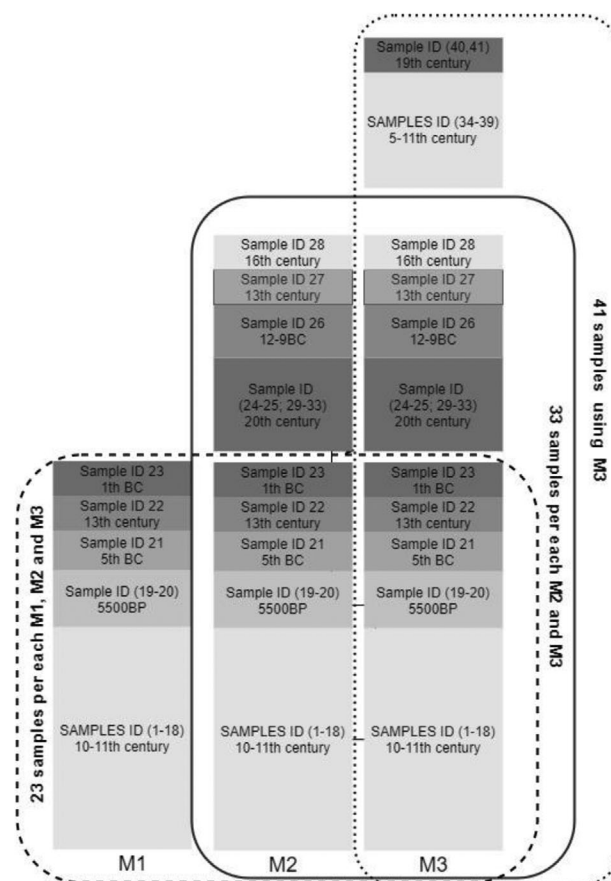 Sample ID (40,41)
19th century
SAMPLES ID (34-39)
5-11th century
Sample ID 28
16th century
Sample ID 27
13th century
Sample ID 26
12-9BC
Sample ID
(24-25; 29-33)
20th century
Sample ID 28
16th century
Sample ID 27
13th century
Sample ID 26
12-9BC
Sample ID
(24-25; 29-33)
20th century
Sample ID 23
1th BC
Sample ID 22
13th century
Sample ID 21
5th BC
Sample ID (19-20)
5500BP
SAMPLES ID (1-18)
10-11th century
Sample ID 23
1th BC
Sample ID 22
13th century
Sample ID 21
5th BC
Sample ID (19-20)
5500BP
SAMPLES ID (1-18)
10-11th century
Sample ID 23
1th BC
Sample ID 22
13th century
Sample ID 21
5th BC
Sample ID (19-20)
5500BP
SAMPLES ID (1-18)
10-11th century
M1
M2
M3
23 samples per each M1, M2 and M3
33 samples per each M2 and M3
41 samples using M3